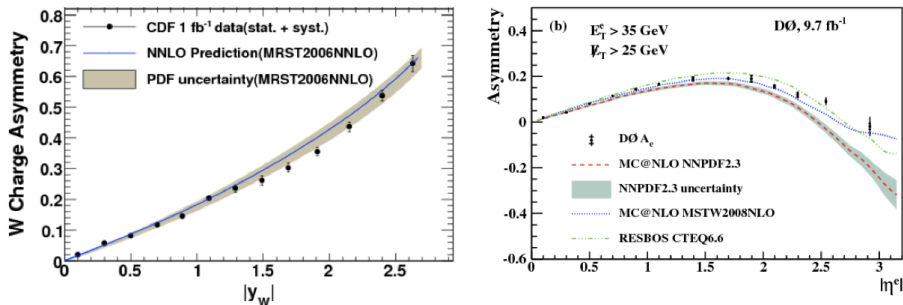 CDF 1 fb⁻¹ data(stat. + syst.)
NNLO Prediction(MRST2006NNLO)
PDF uncertainty(MRST2006NNLO)
W Charge Asymmetry
0.8
0.7
0.6
0.5
0.4
0.3
0.2
0.1
0
0 0.5 1 1.5 2 2.5
|y_W|
(b)
E_T^e > 35 GeV
DØ, 9.7 fb⁻¹
E̸_T > 25 GeV
Asymmetry
0.4
0.2
0
-0.2
-0.4
-0.6
DØ A_e
MC@NLO NNPDF2.3
NNPDF2.3 uncertainty
MC@NLO MSTW2008NLO
RESBOS CTEQ6.6
0 0.5 1 1.5 2 2.5 3
|η^e|